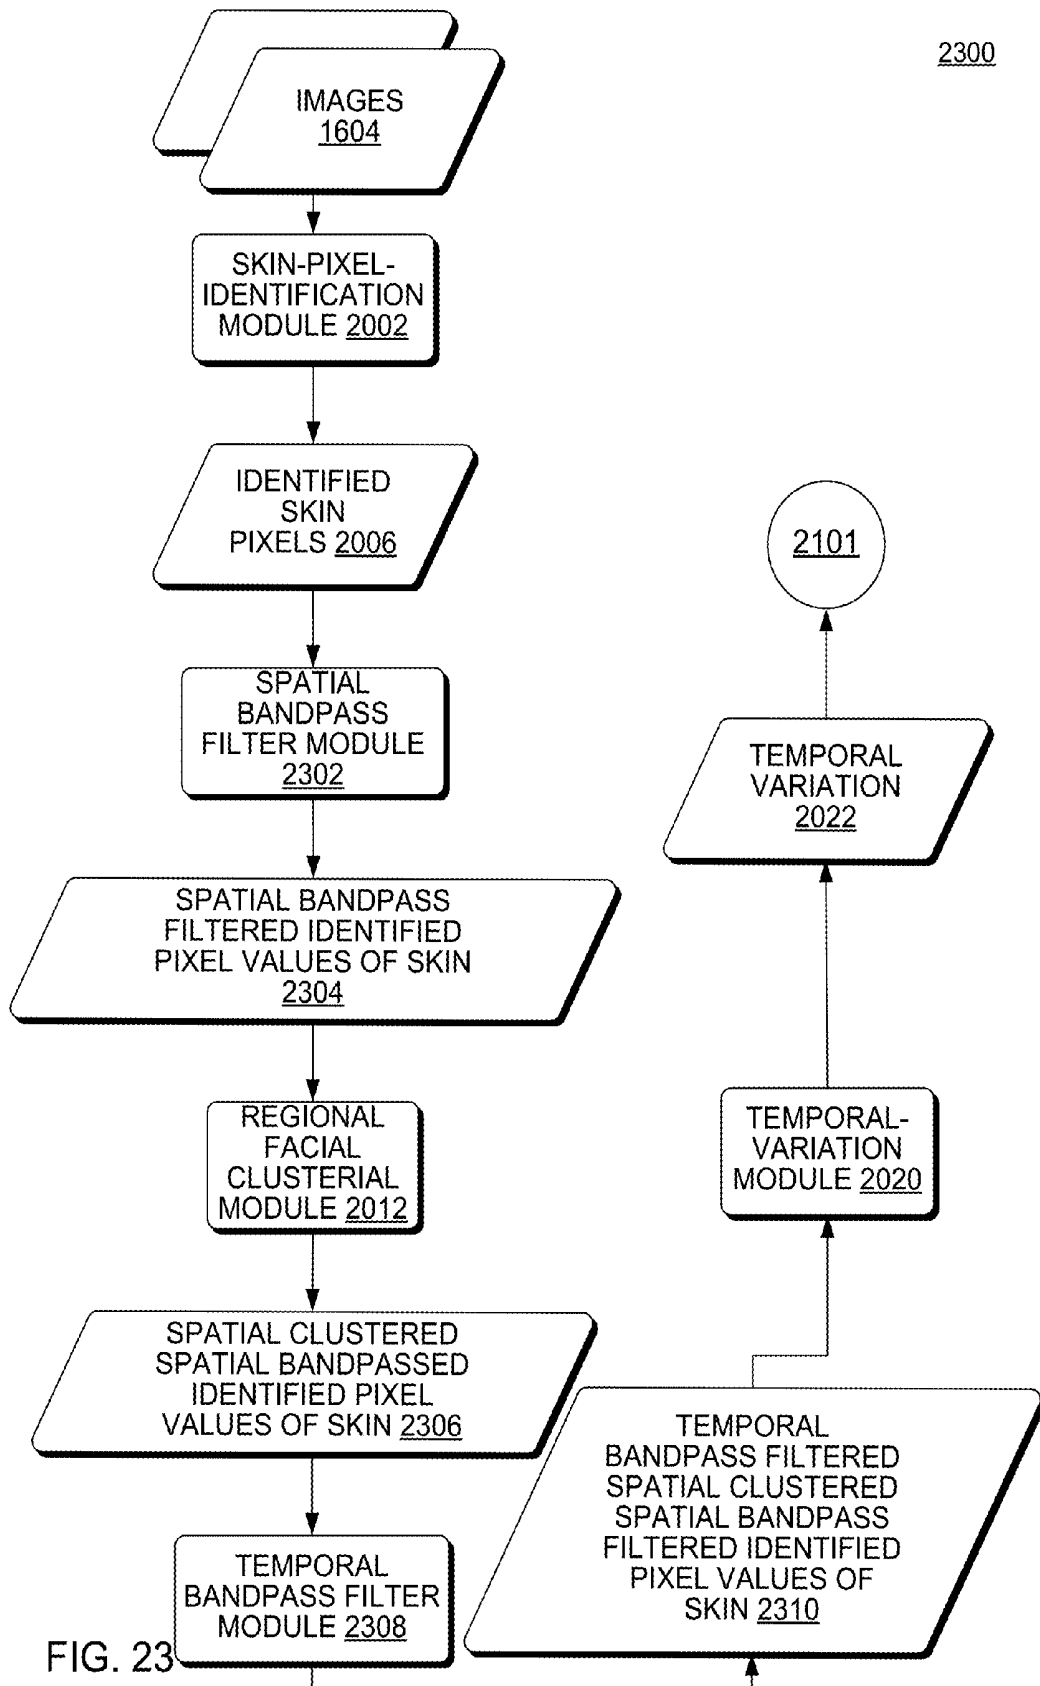 2300
IMAGES
1604
SKIN-PIXEL-
IDENTIFICATION
MODULE 2002
IDENTIFIED
SKIN
PIXELS 2006
SPATIAL
BANDPASS
FILTER MODULE
2302
SPATIAL BANDPASS
FILTERED IDENTIFIED
PIXEL VALUES OF SKIN
2304
REGIONAL
FACIAL
CLUSTERIAL
MODULE 2012
SPATIAL CLUSTERED
SPATIAL BANDPASSED
IDENTIFIED PIXEL
VALUES OF SKIN 2306
TEMPORAL
BANDPASS FILTER
MODULE 2308
TEMPORAL
BANDPASS FILTERED
SPATIAL CLUSTERED
SPATIAL BANDPASS
FILTERED IDENTIFIED
PIXEL VALUES OF
SKIN 2310
TEMPORAL-
VARIATION
MODULE 2020
TEMPORAL
VARIATION
2022
2101
FIG. 23